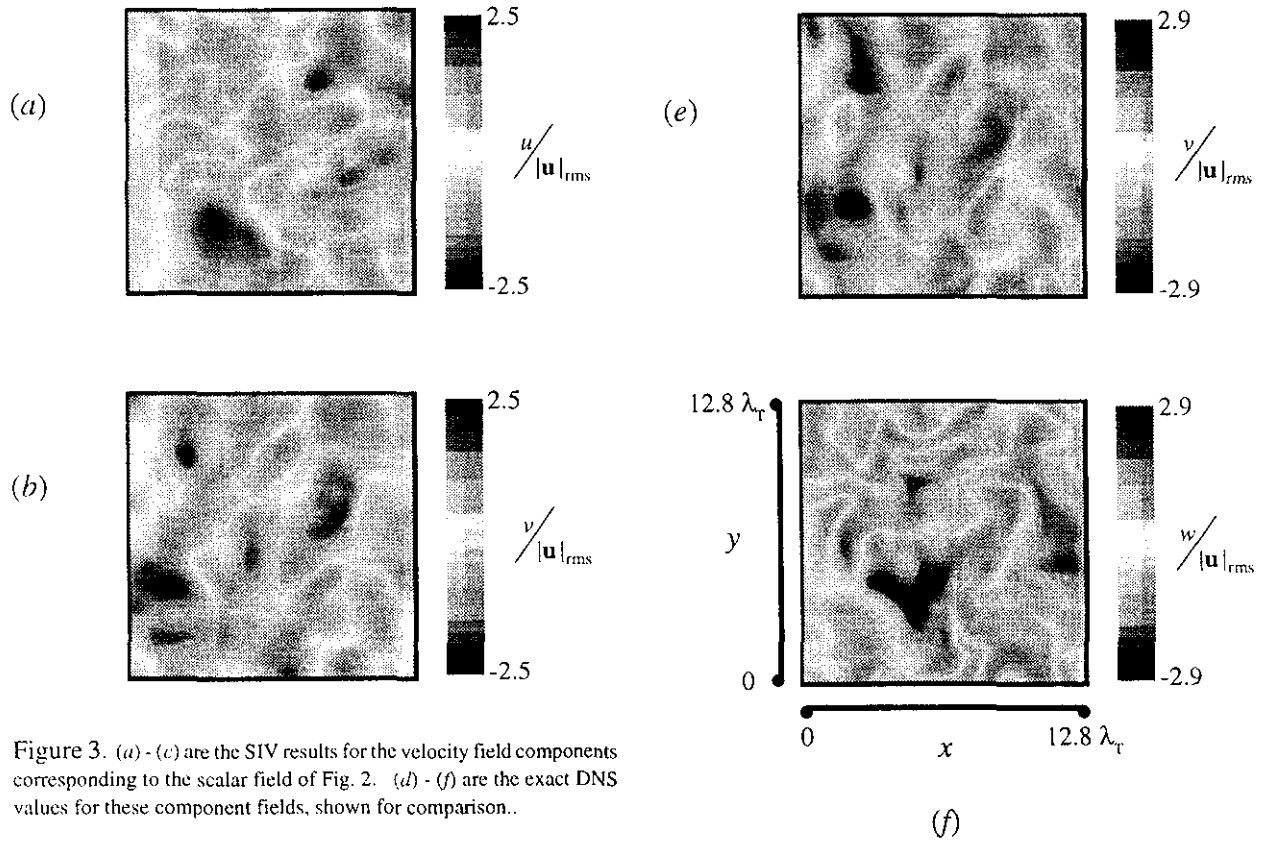 (a)
2.5
u/|u|rms
-2.5
(b)
2.5
v/|u|rms
-2.5
Figure 3. (a) - (c) are the SIV results for the velocity field components
corresponding to the scalar field of Fig. 2. (d) - (f) are the exact DNS
values for these component fields, shown for comparison..
(e)
2.9
v/|u|rms
-2.9
12.8 λT
y
0
2.9
w/|u|rms
-2.9
0
x
12.8 λT
(f)